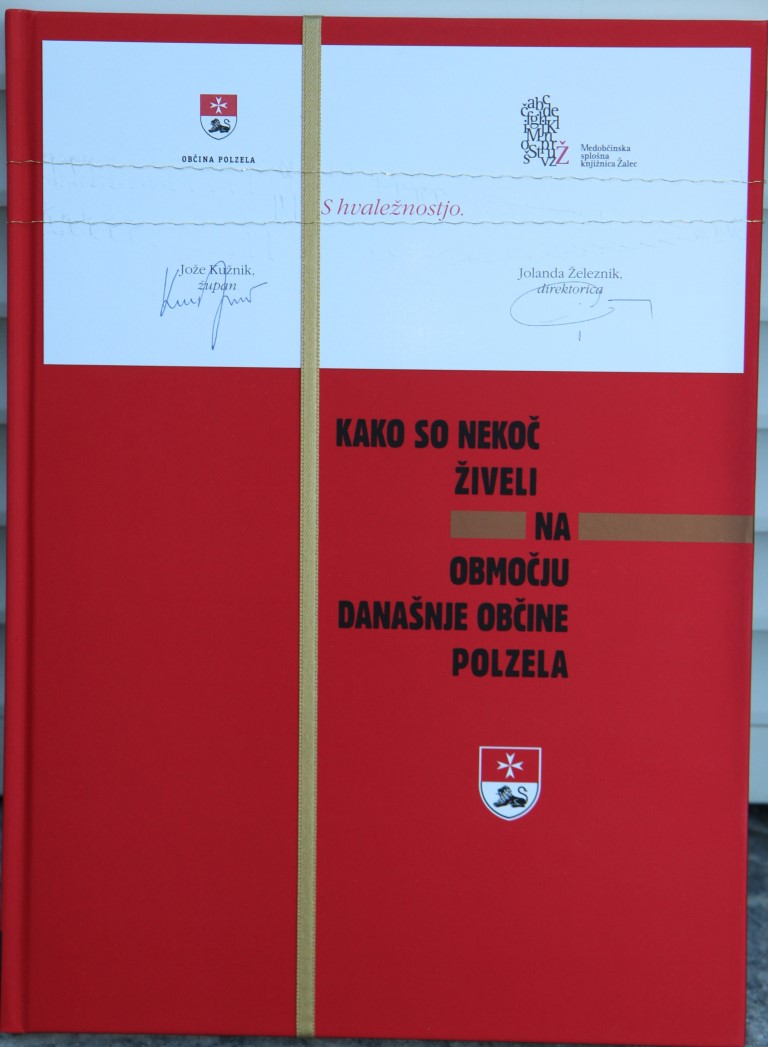 OBČINA POLZELA
Medobčinska
splošna
knjižnica Žalec
S hvaležnostjo.
Jože Kužnik,
župan
Jolanda Železnik,
direktorica
KAKO SO NEKOČ
ŽIVELI
NA
OBMOČJU
DANAŠNJE OBČINE
POLZELA